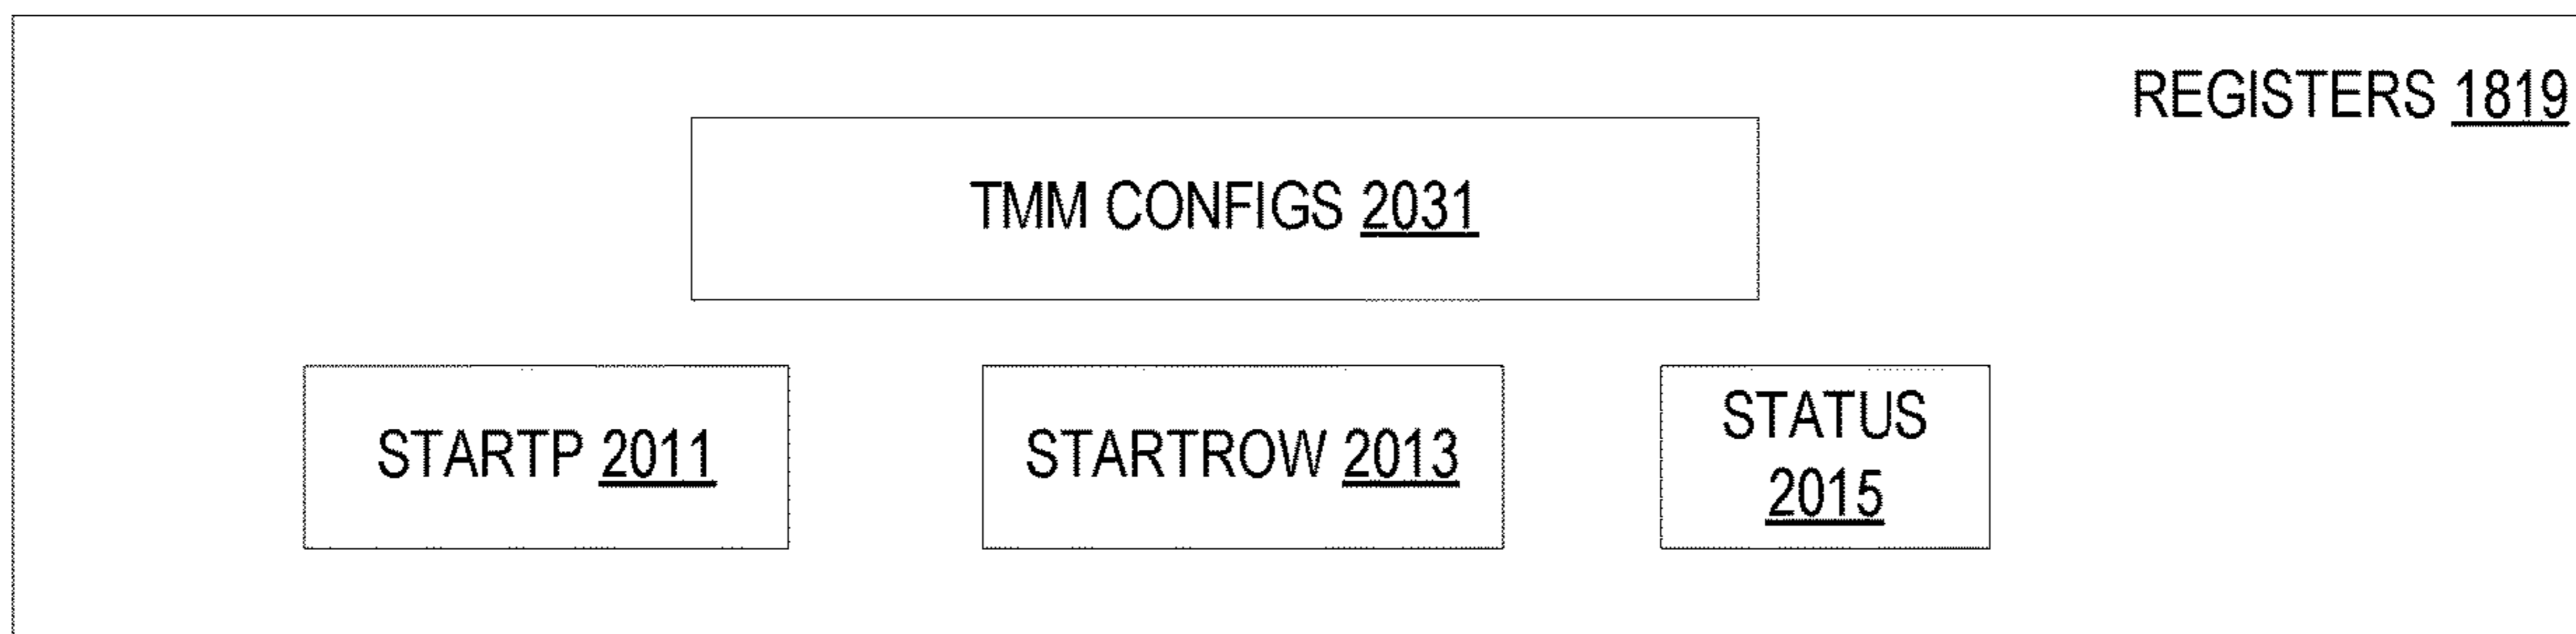 REGISTERS 1819
TMM CONFIGS 2031
STARTP 2011
STARTROW 2013
STATUS
2015